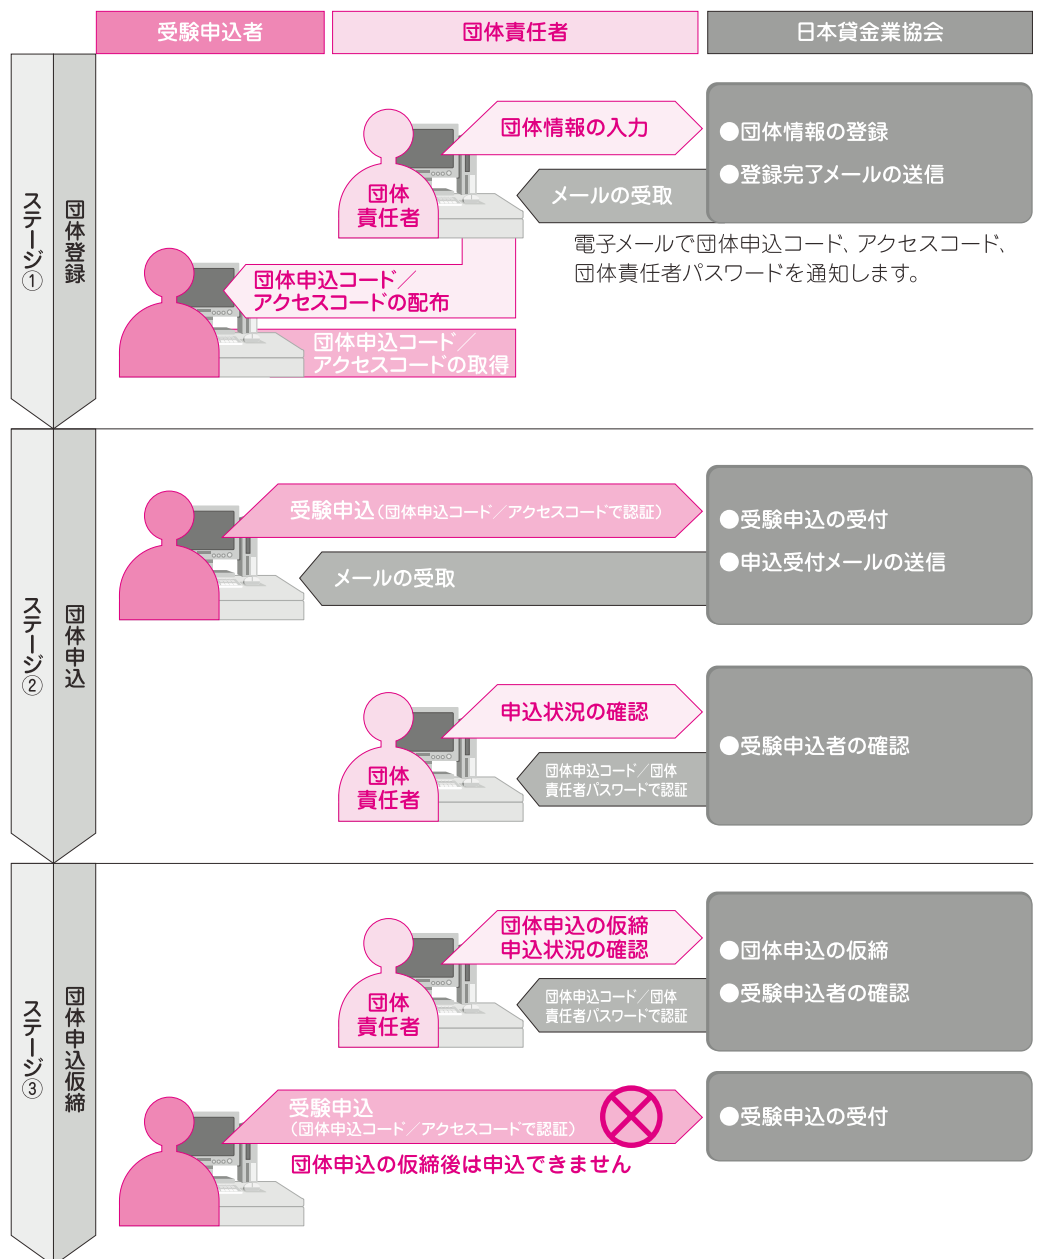 受験申込者
団体責任者
日本貸金業協会
ステージ①
団体登録
団体
責任者
団体情報の入力
メールの受取
●団体情報の登録
●登録完了メールの送信
電子メールで団体申込コード、アクセスコード、
団体責任者パスワードを通知します。
団体申込コード／
アクセスコードの配布
団体申込コード／
アクセスコードの取得
ステージ②
団体申込
受験申込（団体申込コード／アクセスコードで認証）
メールの受取
●受験申込の受付
●申込受付メールの送信
団体
責任者
申込状況の確認
団体申込コード／団体
責任者パスワードで認証
●受験申込者の確認
ステージ③
団体申込仮締
団体
責任者
団体申込の仮締
申込状況の確認
団体申込コード／団体
責任者パスワードで認証
●団体申込の仮締
●受験申込者の確認
受験申込
（団体申込コード／アクセスコードで認証）
団体申込の仮締後は申込できません
●受験申込の受付